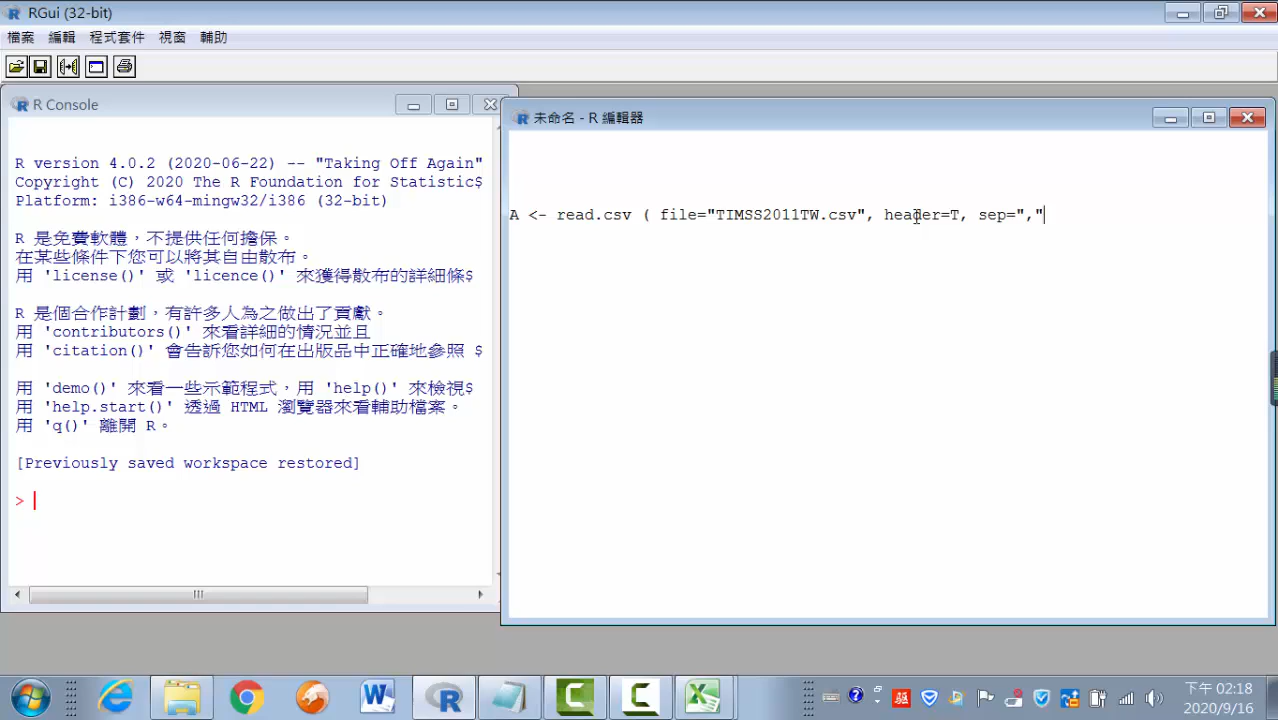 RGui (32-bit)
檔案 編輯 程式套件 視窗 輔助
R Console
R version 4.0.2 (2020-06-22) -- "Taking Off Again"
Copyright (C) 2020 The R Foundation for Statistic$
Platform: i386-w64-mingw32/i386 (32-bit)
R 是免費軟體，不提供任何擔保。
在某些條件下您可以將其自由散布。
用 'license()' 或 'licence()' 來獲得散布的詳細條$
R 是個合作計劃，有許多人為之做出了貢獻。
用 'contributors()' 來看詳細的情況並且
用 'citation()' 會告訴您如何在出版品中正確地參照 $
用 'demo()' 來看一些示範程式，用 'help()' 來檢視$
用 'help.start()' 透過 HTML 瀏覽器來看輔助檔案。
用 'q()' 離開 R。
[Previously saved workspace restored]
>
未命名 - R 編輯器
A <- read.csv ( file="TIMSS2011TW.csv", header=T, sep=","
下午 02:18
2020/9/16